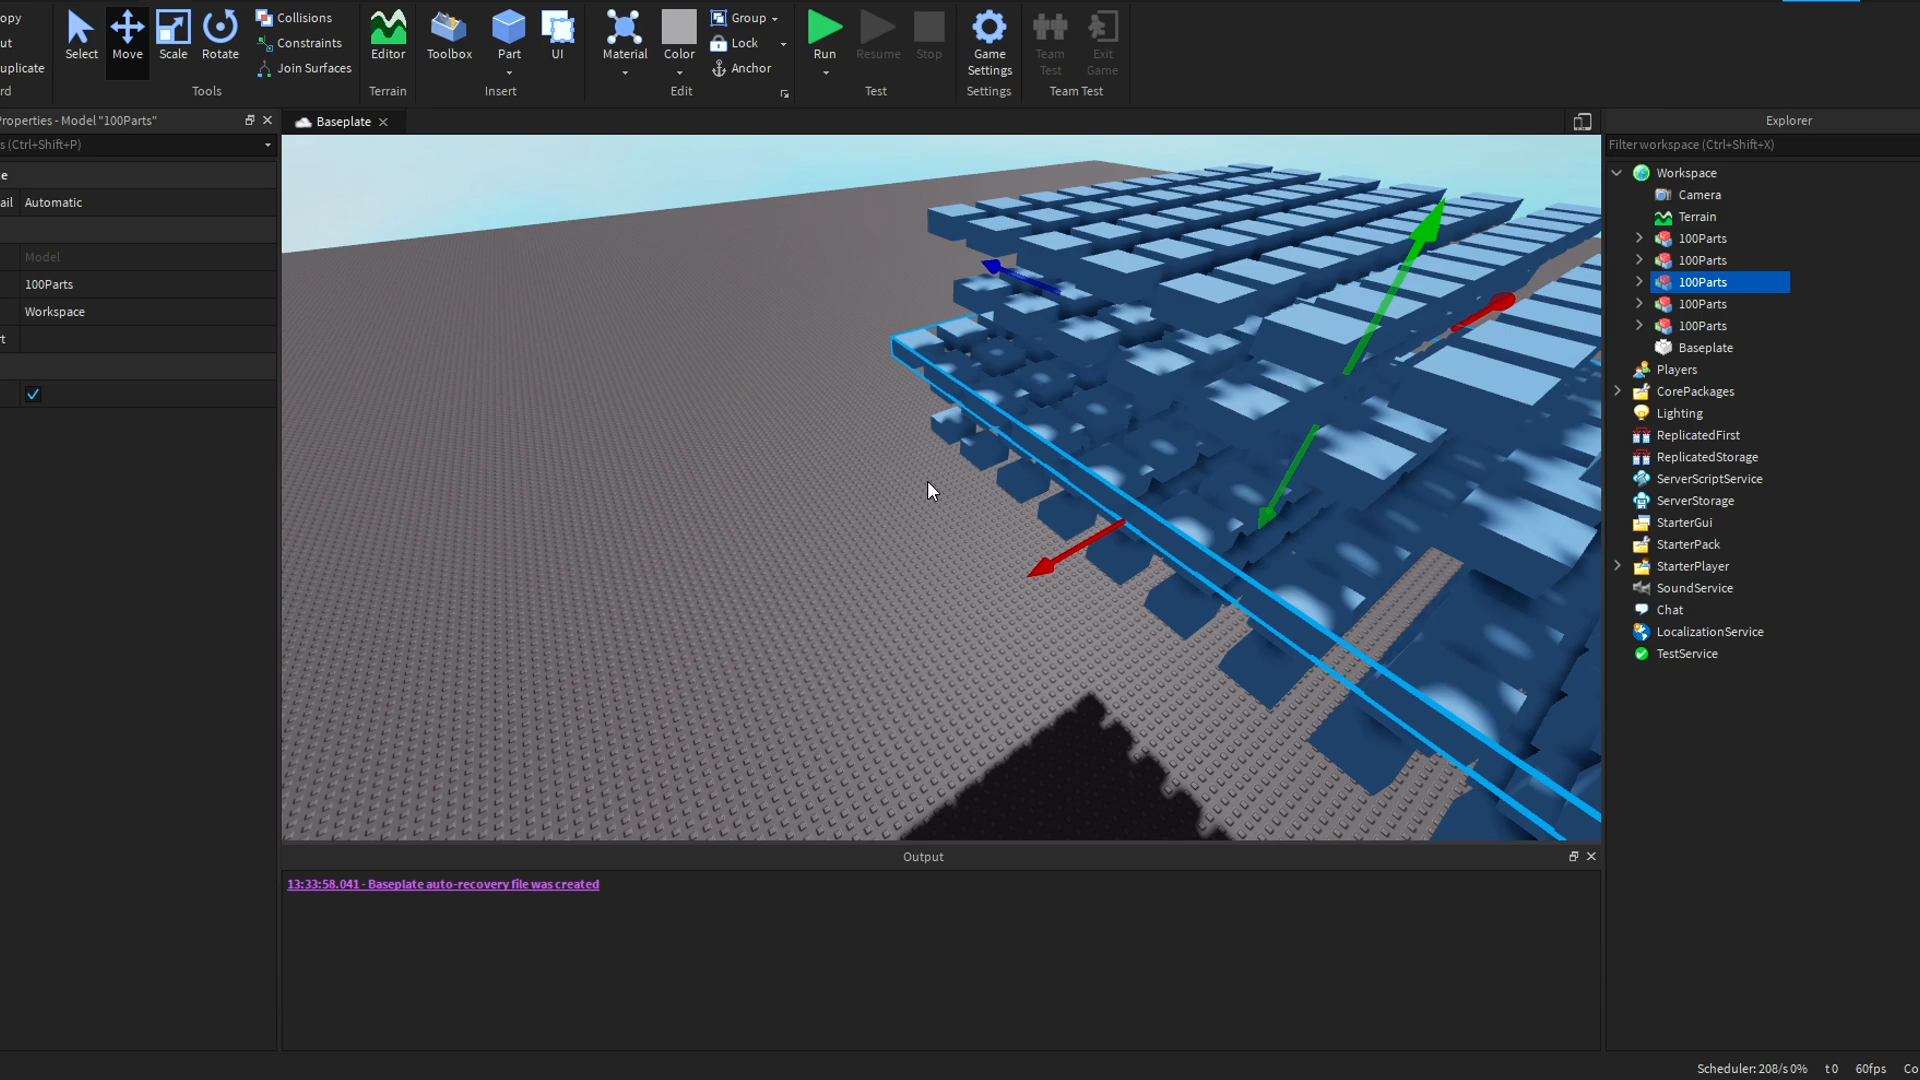 opy
ut
uplicate
rd
Select
Move
Scale
Rotate
Collisions
Constraints
Join Surfaces
Tools
Editor
Terrain
Toolbox
Part
UI
Insert
Material
Color
Group
Lock
Anchor
Edit
Run
Resume
Stop
Test
Game
Settings
Settings
Team
Test
Exit
Game
Team Test
roperties - Model "100Parts"
s (Ctrl+Shift+P)
e
ail Automatic
Model
100Parts
Workspace
t
Baseplate
Explorer
Filter workspace (Ctrl+Shift+X)
Workspace
Camera
Terrain
100Parts
100Parts
100Parts
100Parts
100Parts
Baseplate
Players
CorePackages
Lighting
ReplicatedFirst
ReplicatedStorage
ServerScriptService
ServerStorage
StarterGui
StarterPack
StarterPlayer
SoundService
Chat
LocalizationService
TestService
Output
13:33:58.041 - Baseplate auto-recovery file was created
Scheduler: 208/s 0% t 0 60fps Co